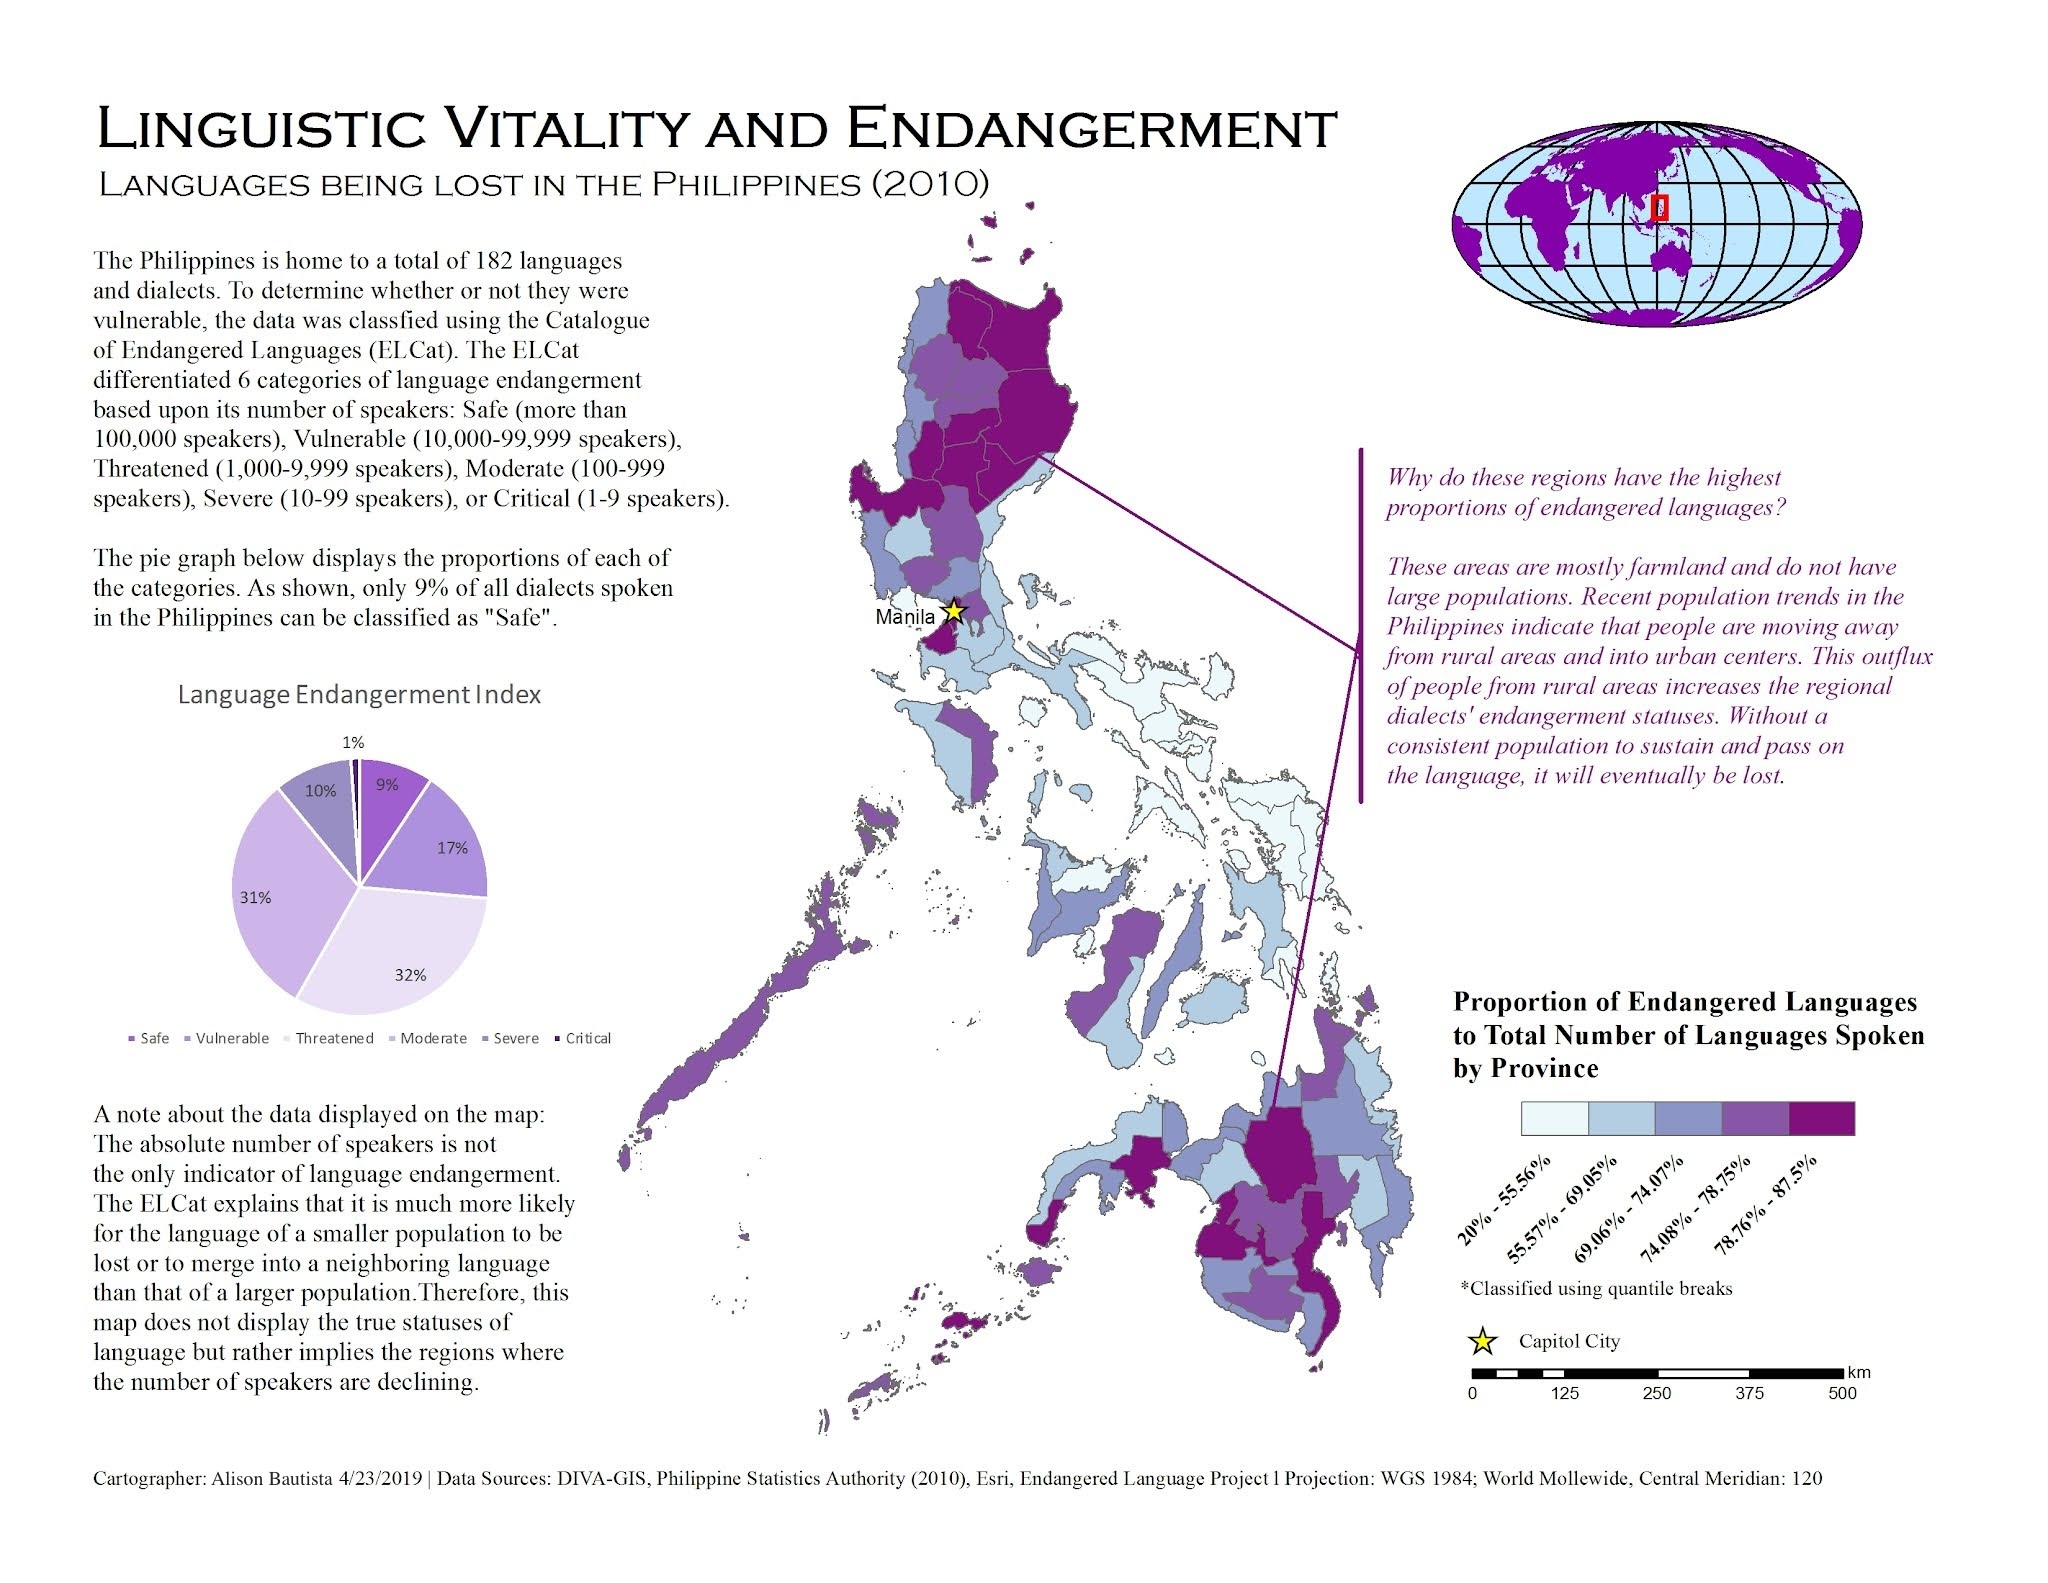 LINGUISTIC VITALITY AND ENDANGERMENT
LANGUAGES BEING LOST IN THE PHILIPPINES (2010)
The Philippines is home to a total of 182 languages
and dialects. To determine whether or not they were
vulnerable, the data was classfied using the Catalogue
of Endangered Languages (ELCat). The ELCat
differentiated 6 categories of language endangerment
based upon its number of speakers: Safe (more than
100,000 speakers), Vulnerable (10,000-99,999 speakers),
Threatened (1,000-9,999 speakers), Moderate (100-999
speakers), Severe (10-99 speakers), or Critical (1-9 speakers).
The pie graph below displays the proportions of each of
the categories. As shown, only 9% of all dialects spoken
in the Philippines can be classified as "Safe".
Language Endangerment Index
1%
9%
10%
17%
31%
32%
Safe Vulnerable Threatened Moderate Severe Critical
A note about the data displayed on the map:
The absolute number of speakers is not
the only indicator of language endangerment.
The ELCat explains that it is much more likely
for the language of a smaller population to be
lost or to merge into a neighboring language
than that of a larger population.Therefore, this
map does not display the true statuses of
language but rather implies the regions where
the number of speakers are declining.
Manila
Why do these regions have the highest
proportions of endangered languages?
These areas are mostly farmland and do not have
large populations. Recent population trends in the
Philippines indicate that people are moving away
from rural areas and into urban centers. This outflux
of people from rural areas increases the regional
dialects' endangerment statuses. Without a
consistent population to sustain and pass on
the language, it will eventually be lost.
Proportion of Endangered Languages
to Total Number of Languages Spoken
by Province
20% - 55.56%
55.57% - 69.05%
69.06% - 74.07%
74.08% - 78.75%
78.76% - 87.5%
*Classified using quantile breaks
Capitol City
km
0 125 250 375 500
Cartographer: Alison Bautista 4/23/2019 | Data Sources: DIVA-GIS, Philippine Statistics Authority (2010), Esri, Endangered Language Project l Projection: WGS 1984; World Mollewide, Central Meridian: 120